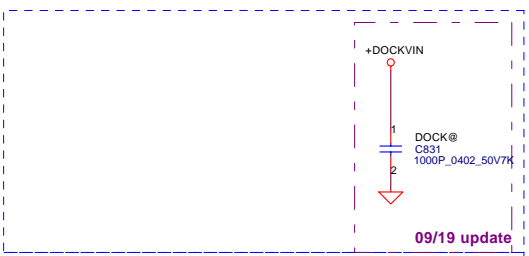 +DOCKVIN
1
DOCK@
C831
1000P_0402_50V7K
2
09/19 update